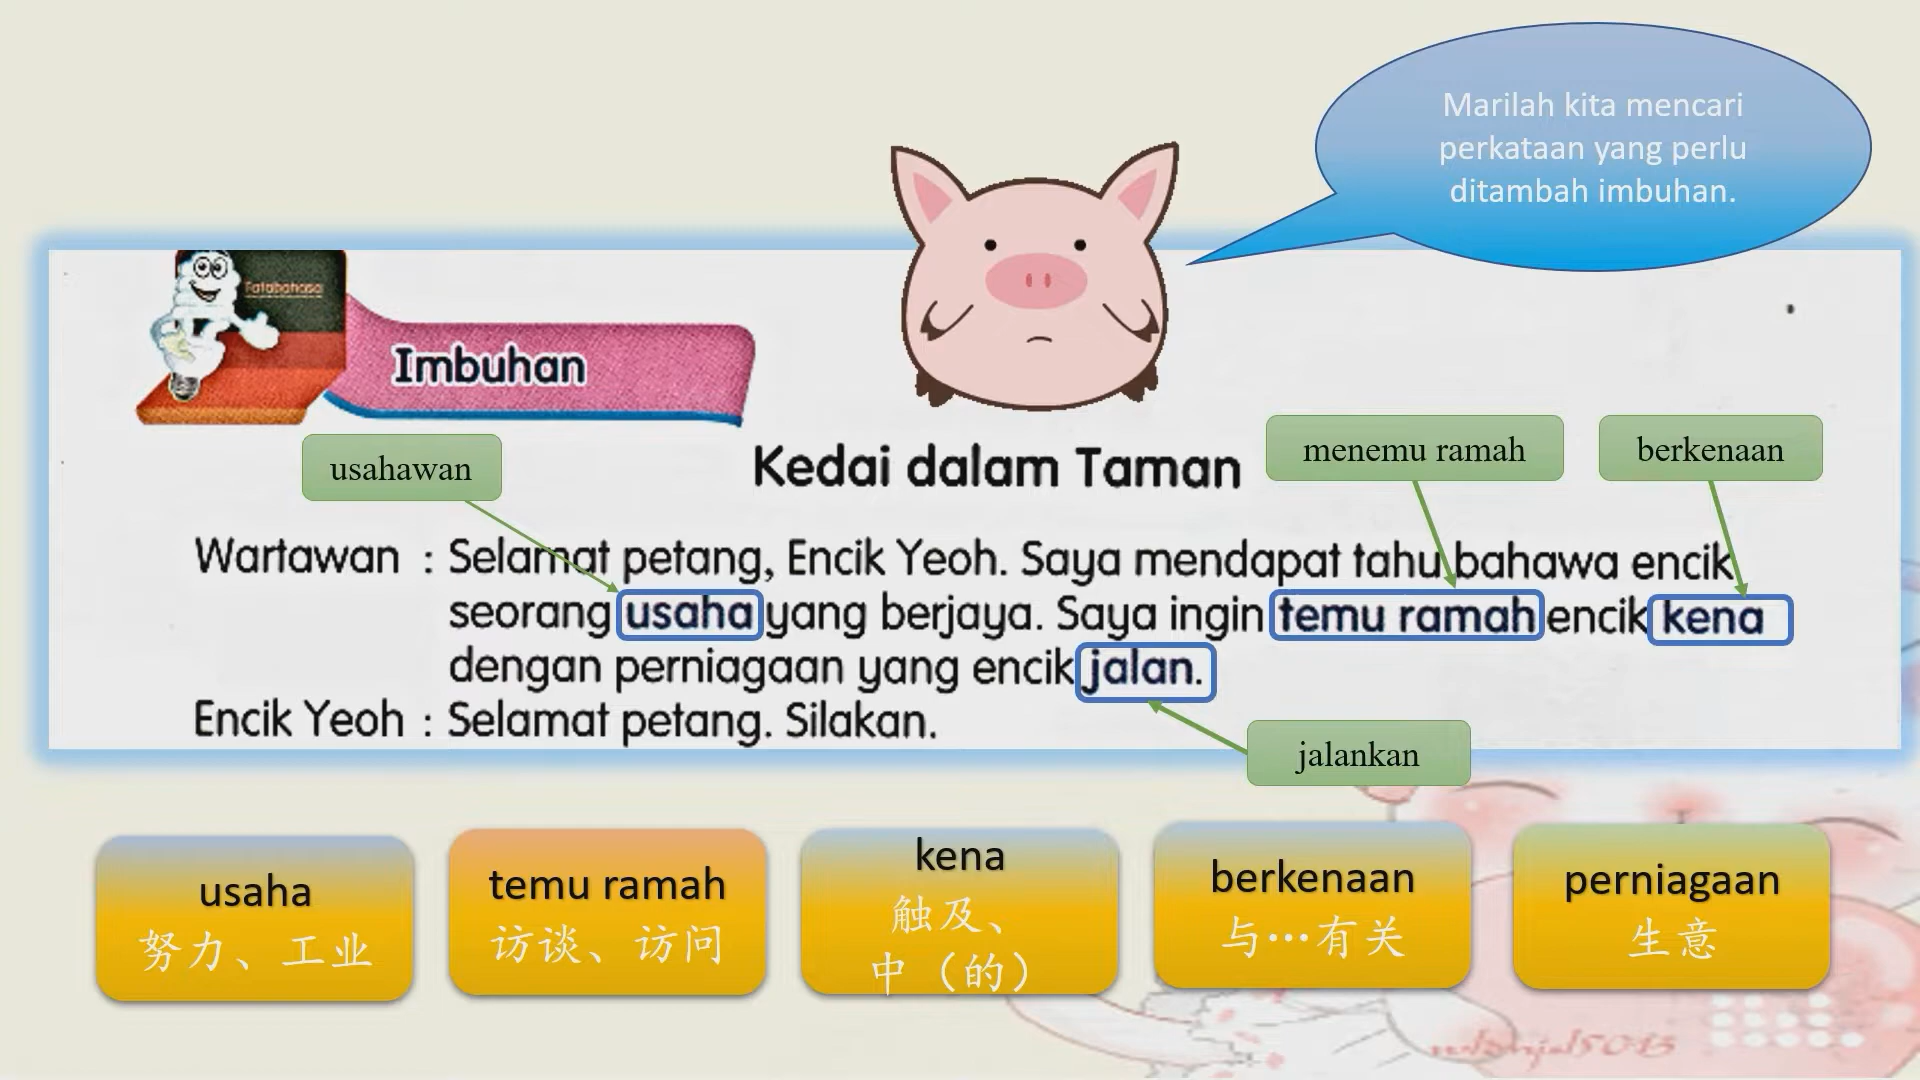 Marilah kita mencari
perkataan yang perlu
ditambah imbuhan.
Tatabahasa
Imbuhan
usahawan
Kedai dalam Taman
menemu ramah
berkenaan
Wartawan : Selamat petang, Encik Yeoh. Saya mendapat tahu bahawa encik
seorang usaha yang berjaya. Saya ingin temu ramah encik kena
dengan perniagaan yang encik jalan.
Encik Yeoh : Selamat petang. Silakan.
jalankan
usaha
努力、工业
temu ramah
访谈、访问
kena
触及、
中（的）
berkenaan
与…有关
perniagaan
生意